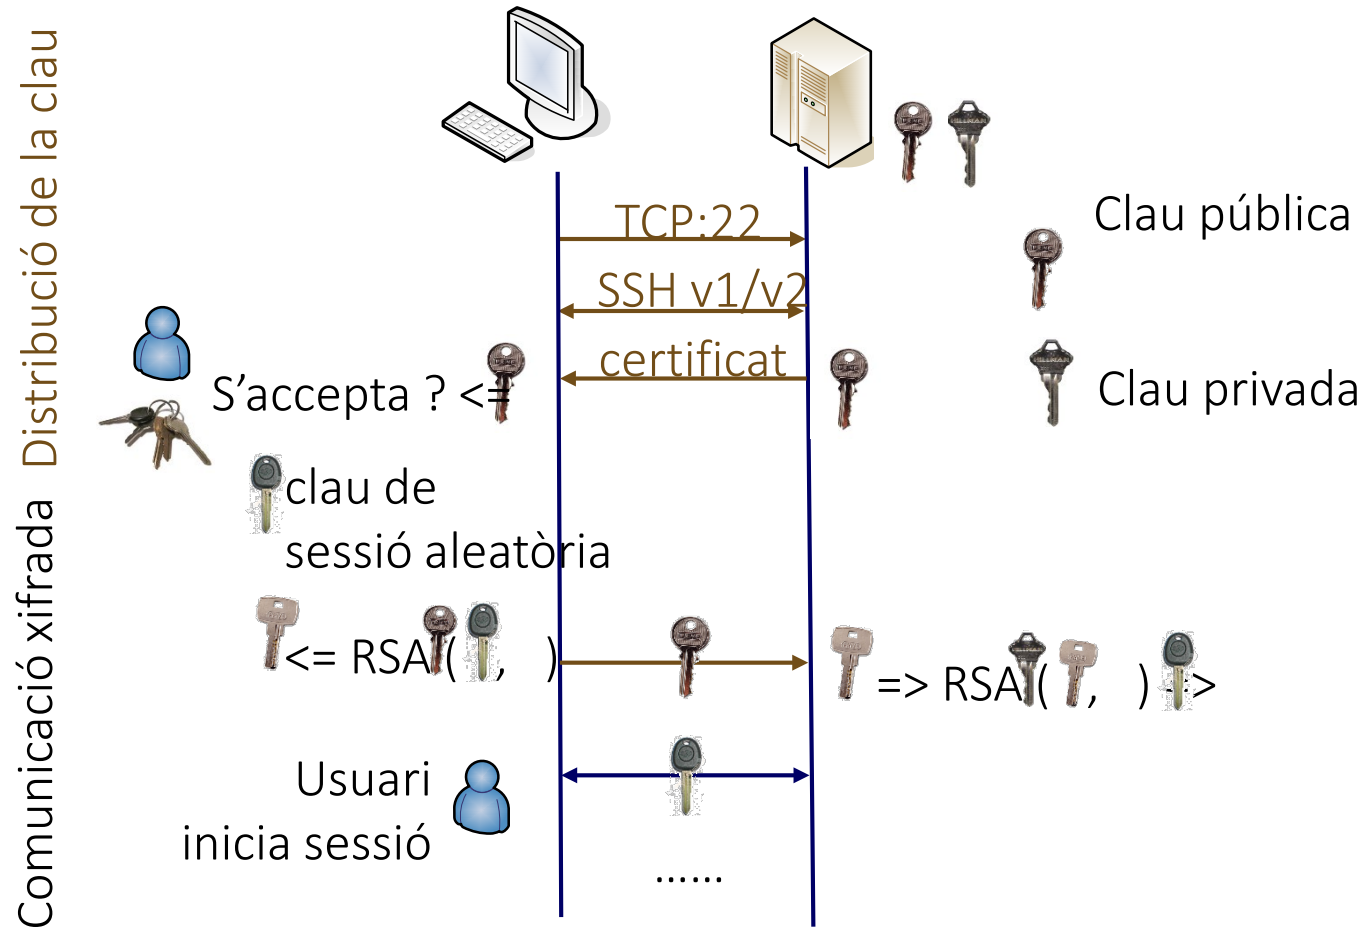 Distribució de la clau
Comunicació xifrada
TCP:22
Clau pública
SSH v1/v2
certificat
S’accepta ? <=
Clau privada
clau de
sessió aleatòria
<= RSA ( , )
=> RSA ( , ) =>
Usuari
inicia sessió
……